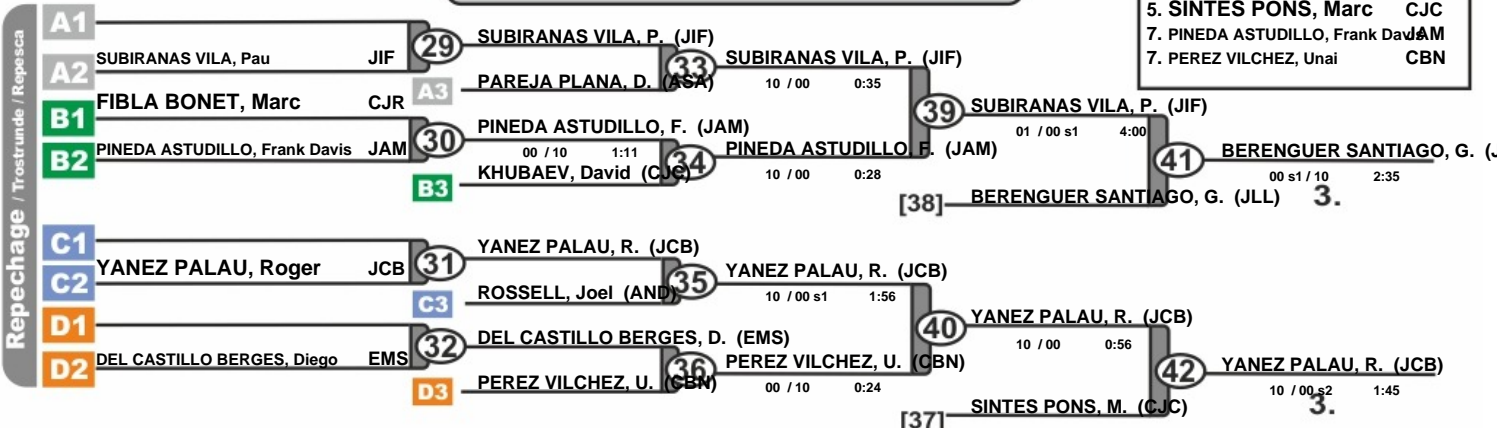 5. SINTES PONS, Marc CJC
7. PINEDA ASTUDILLO, Frank Davis JAM
7. PEREZ VILCHEZ, Unai CBN
Repechage / Trostrunde / Repesca
A1
A2 SUBIRANAS VILA, Pau JIF
B1 FIBLA BONET, Marc CJR
B2 PINEDA ASTUDILLO, Frank Davis JAM
C1
C2 YANEZ PALAU, Roger JCB
D1
D2 DEL CASTILLO BERGES, Diego EMS
29 SUBIRANAS VILA, P. (JIF)
A3 PAREJA PLANA, D. (ASA)
30 PINEDA ASTUDILLO, F. (JAM)
00 / 10 1:11
B3 KHUBAEV, David (CJC)
31 YANEZ PALAU, R. (JCB)
C3 ROSSELL, Joel (AND)
32 DEL CASTILLO BERGES, D. (EMS)
D3 PEREZ VILCHEZ, U. (CBN)
33 SUBIRANAS VILA, P. (JIF)
10 / 00 0:35
34 PINEDA ASTUDILLO, F. (JAM)
10 / 00 0:28
35 YANEZ PALAU, R. (JCB)
10 / 00 s1 1:56
36 PEREZ VILCHEZ, U. (CBN)
00 / 10 0:24
39 SUBIRANAS VILA, P. (JIF)
01 / 00 s1 4:00
[38] BERENGUER SANTIAGO, G. (JLL)
40 YANEZ PALAU, R. (JCB)
10 / 00 0:56
[37] SINTES PONS, M. (CJC)
41 BERENGUER SANTIAGO, G. (J
00 s1 / 10 2:35
3.
42 YANEZ PALAU, R. (JCB)
10 / 00 s2 1:45
3.